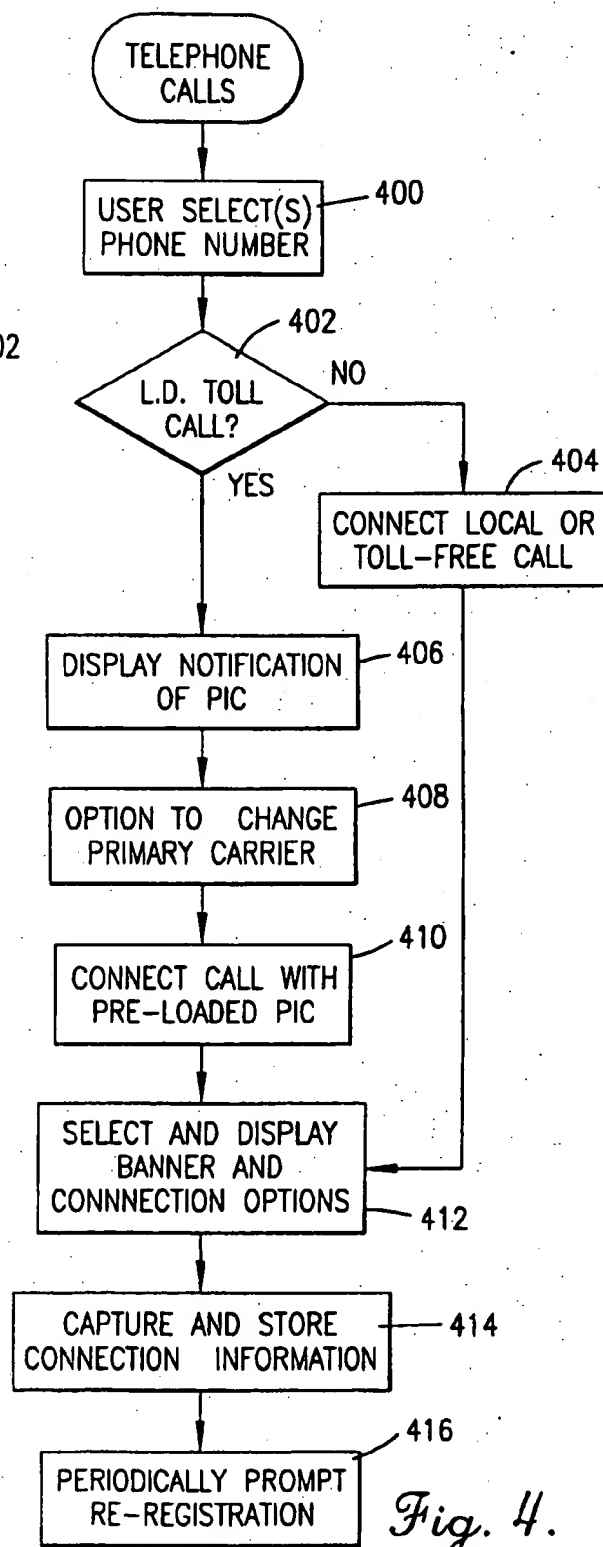 TELEPHONE
CALLS
USER SELECT(S)
PHONE NUMBER
400
402
02
L.D. TOLL
CALL?
NO
YES
404
CONNECT LOCAL OR
TOLL-FREE CALL
DISPLAY NOTIFICATION
OF PIC
406
OPTION TO CHANGE
PRIMARY CARRIER
408
410
CONNECT CALL WITH
PRE-LOADED PIC
SELECT AND DISPLAY
BANNER AND
CONNNECTION OPTIONS
412
CAPTURE AND STORE
CONNECTION INFORMATION
414
416
PERIODICALLY PROMPT
RE-REGISTRATION
Fig. 4.